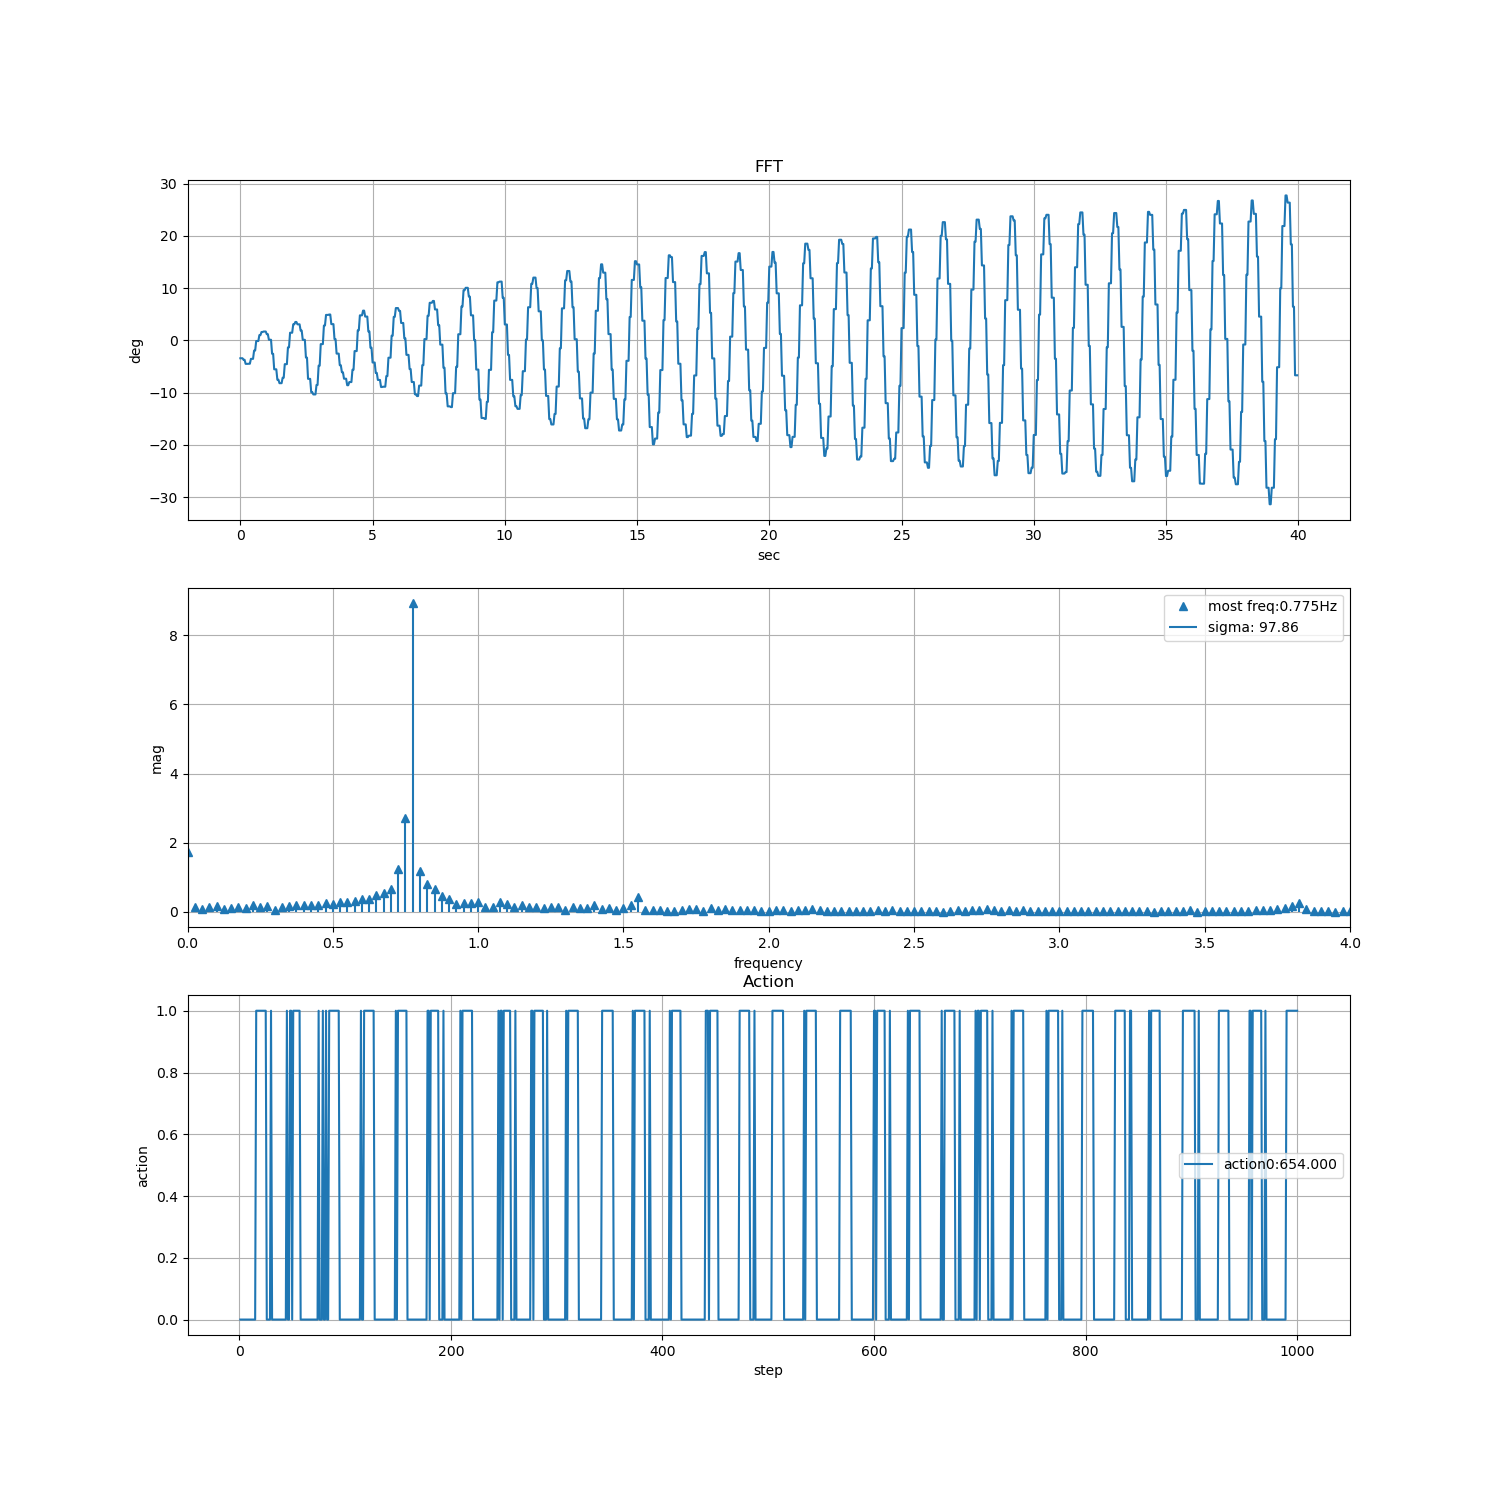 FFT
30
20
10
0
−10
−20
−30
deg
0 5 10 15 20 25 30 35 40
sec
most freq:0.775Hz
sigma: 97.86
8
6
4
2
0
mag
0.0 0.5 1.0 1.5 2.0 2.5 3.0 3.5 4.0
frequency
Action
1.0
0.8
0.6
0.4
0.2
0.0
action
action0:654.000
0 200 400 600 800 1000
step